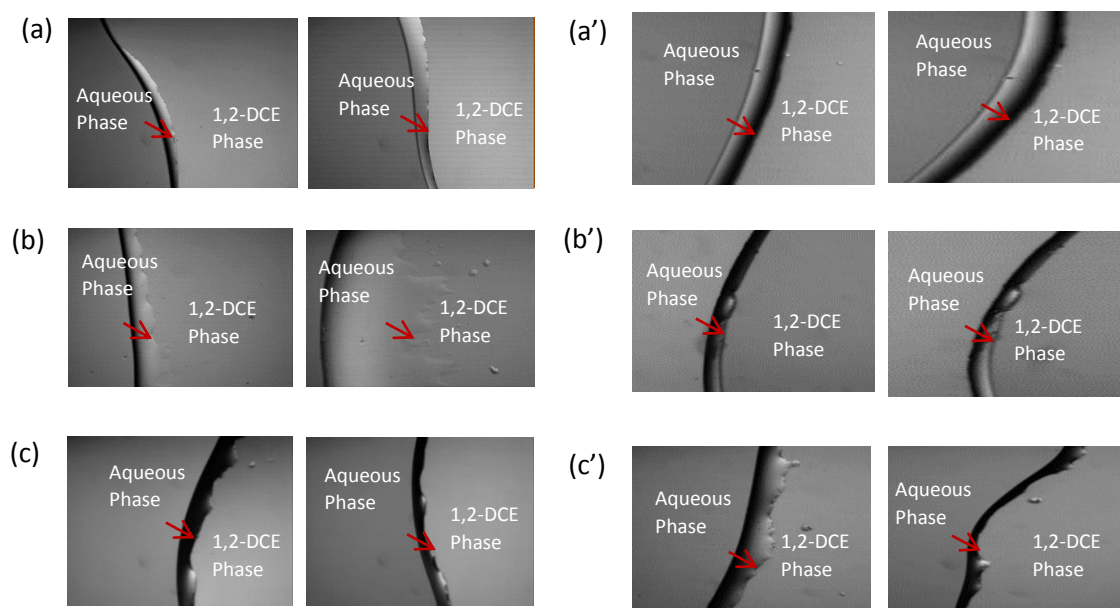 (a)
Aqueous
Phase
1,2-DCE
Phase
Aqueous
Phase
1,2-DCE
Phase
(a’)
Aqueous
Phase
1,2-DCE
Phase
Aqueous
Phase
1,2-DCE
Phase
(b)
Aqueous
Phase
1,2-DCE
Phase
Aqueous
Phase
1,2-DCE
Phase
(b’)
Aqueous
Phase
1,2-DCE
Phase
Aqueous
Phase
1,2-DCE
Phase
(c)
Aqueous
Phase
1,2-DCE
Phase
Aqueous
Phase
1,2-DCE
Phase
(c’)
Aqueous
Phase
1,2-DCE
Phase
Aqueous
Phase
1,2-DCE
Phase